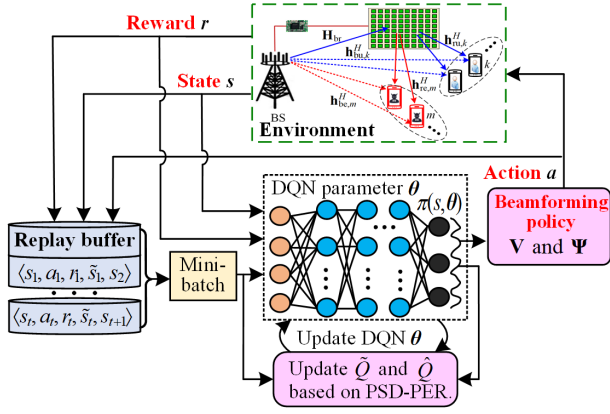 Reward r
State s
H_br
h^H_bu,k
h^H_ru,k
k
h^H_be,m
h^H_re,m
m
BS
Environment
Action a
DQN parameter θ
π(s,θ)
Beamforming
policy
V and Ψ
Replay buffer
⟨s_1, a_1, r_1, s̃_1, s_2⟩
⟨s_t, a_t, r_t, s̃_t, s_t+1⟩
Mini-
batch
Update DQN θ
Update Q̃ and Q̂
based on PSD-PER.